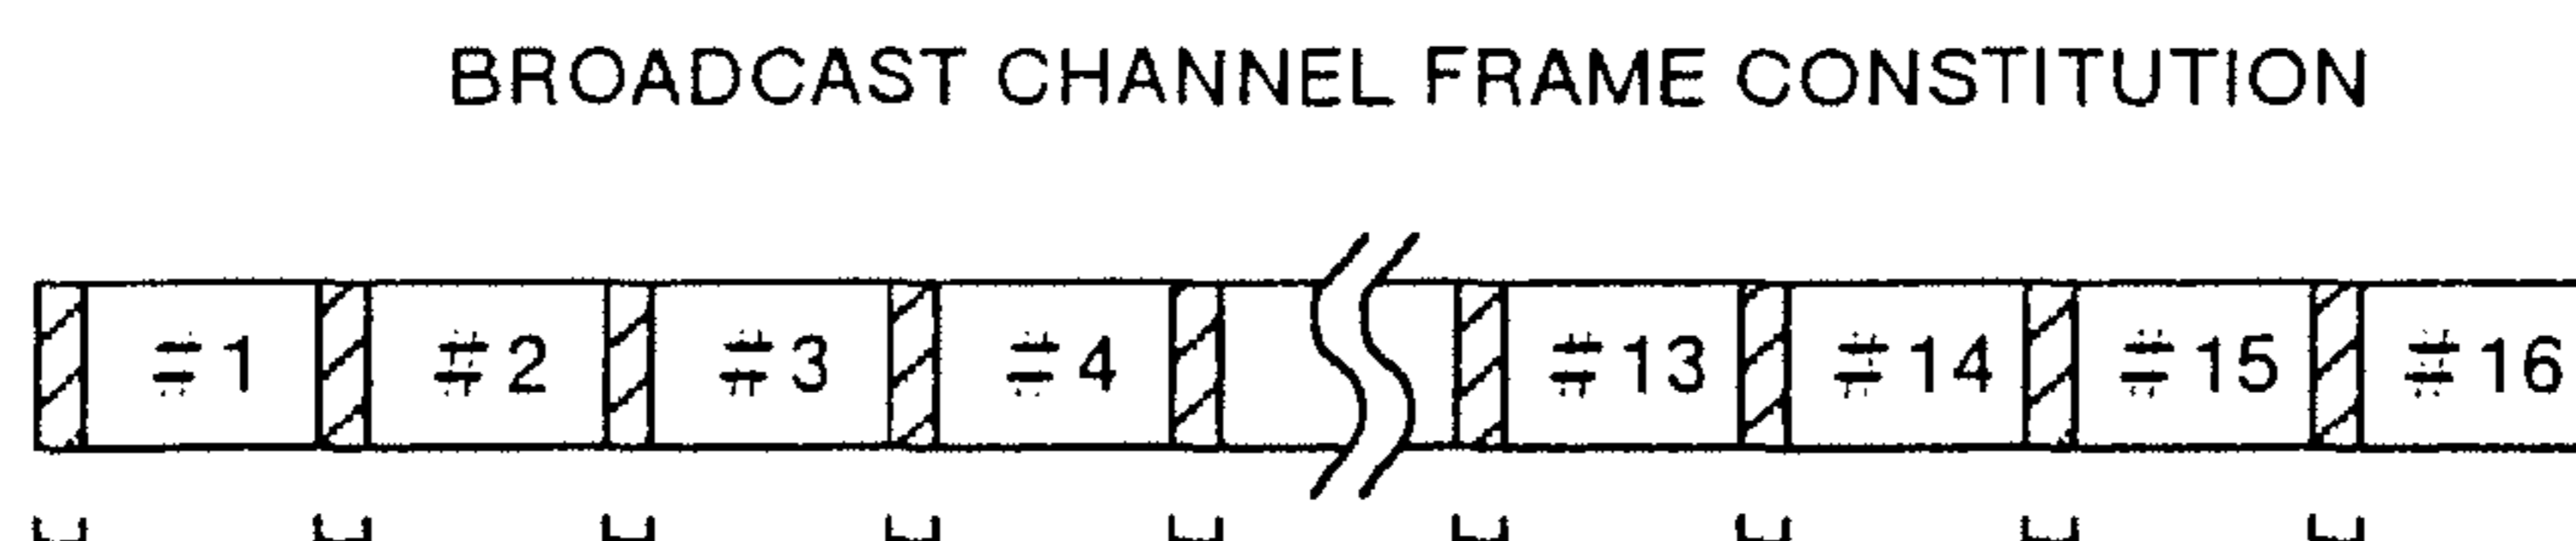 BROADCAST CHANNEL FRAME CONSTITUTION
#1 #2 #3 #4 #13 #14 #15 #16